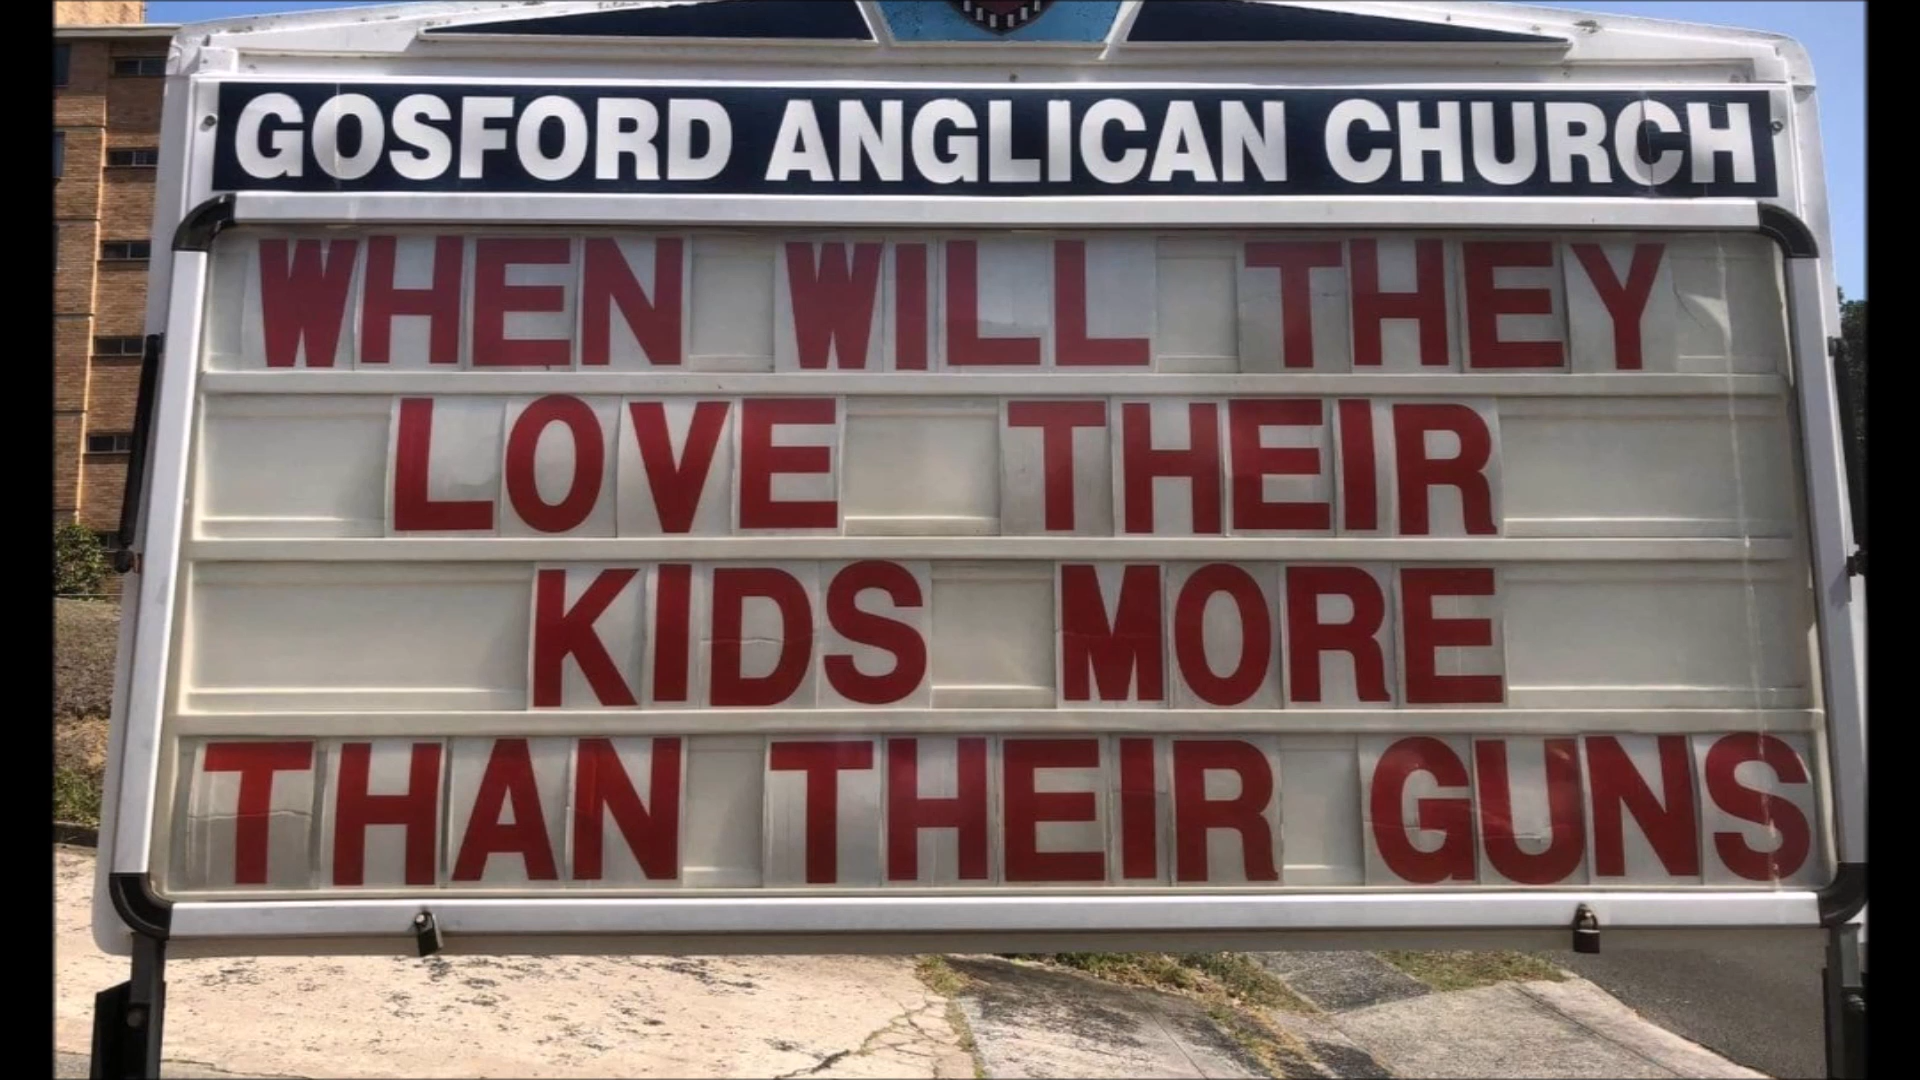 GOSFORD ANGLICAN CHURCH
WHEN WILL THEY
LOVE THEIR
KIDS MORE
THAN THEIR GUNS